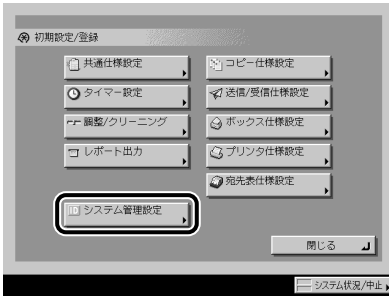 初期設定/登録
共通仕様設定
コピー仕様設定
タイマー設定
送信/受信仕様設定
調整/クリーニング
ボックス仕様設定
レポート出力
プリンタ仕様設定
宛先表仕様設定
システム管理設定
閉じる
システム状況/中止